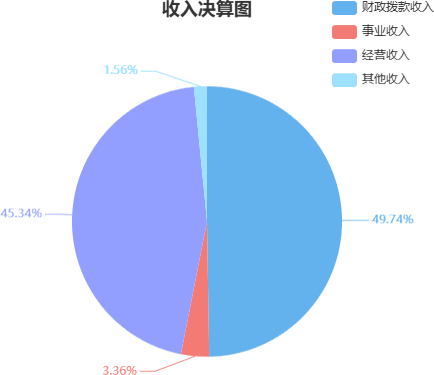 收入决算图
财政拨款收入
事业收入
经营收入
其他收入
1.56%
45.34%
49.74%
3.36%